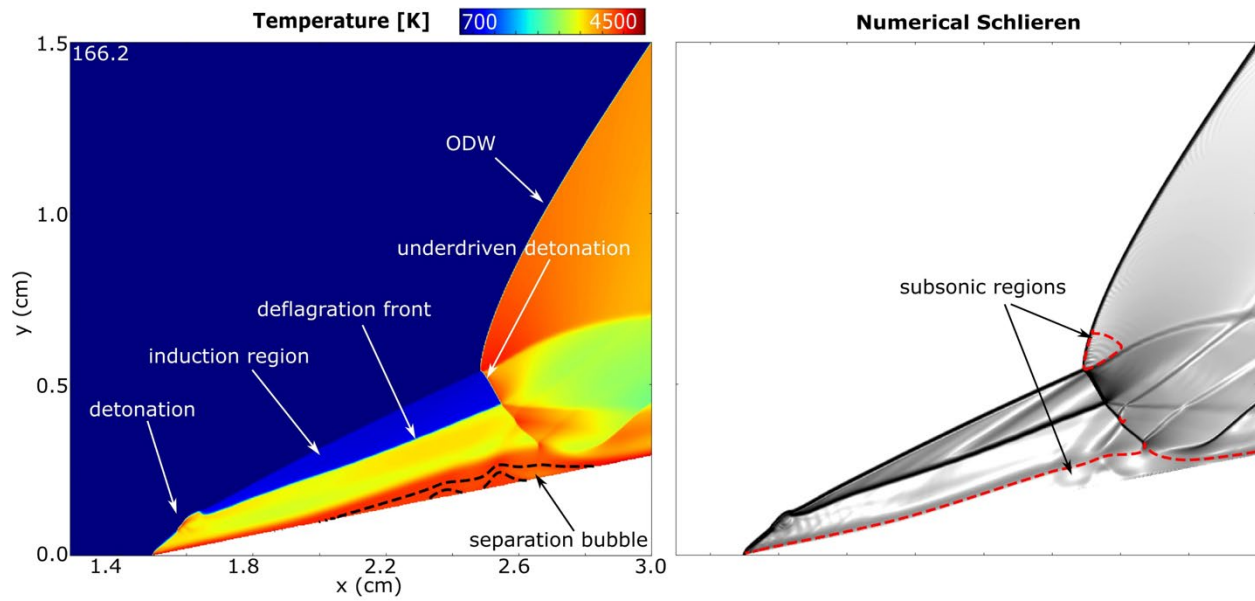 Temperature [K]
700
4500
Numerical Schlieren
1.5
166.2
ODW
1.0
underdriven detonation
y (cm)
subsonic regions
deflagration front
induction region
0.5
detonation
separation bubble
0.0
1.4
1.8
2.2
2.6
3.0
x (cm)